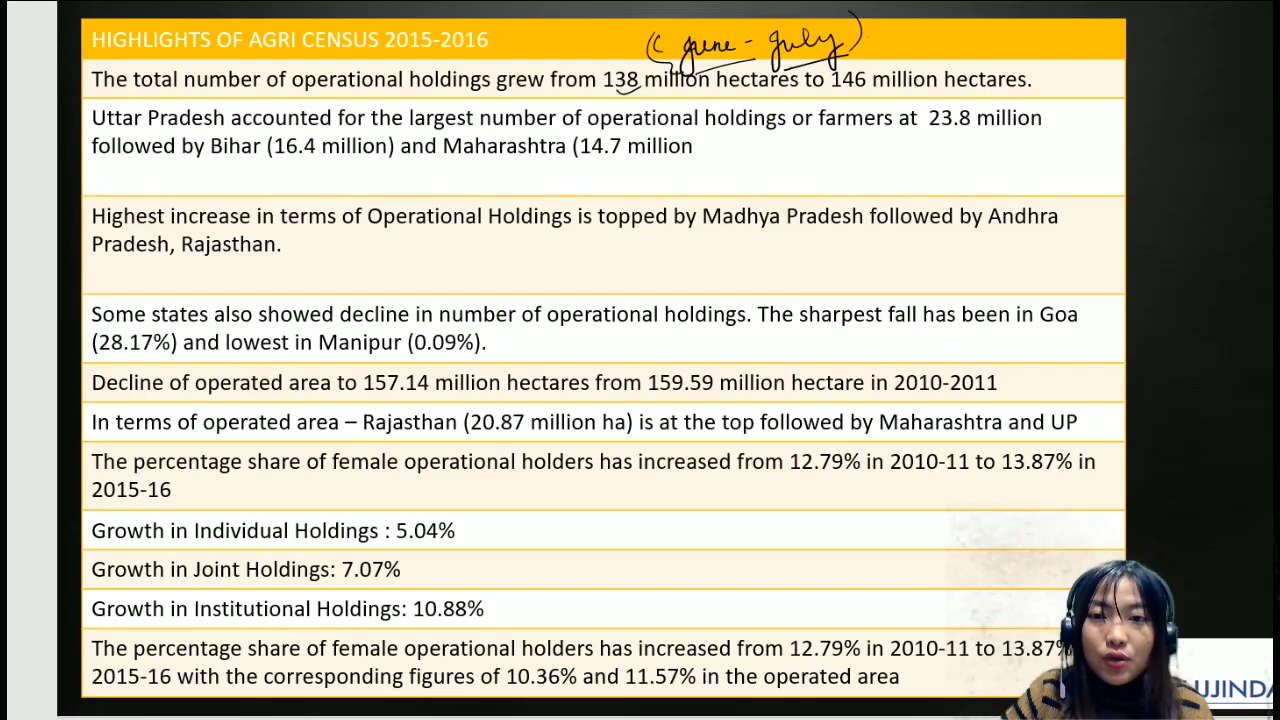 HIGHLIGHTS OF AGRI CENSUS 2015-2016
(June - July)
The total number of operational holdings grew from 138 million hectares to 146 million hectares.
Uttar Pradesh accounted for the largest number of operational holdings or farmers at 23.8 million
followed by Bihar (16.4 million) and Maharashtra (14.7 million
Highest increase in terms of Operational Holdings is topped by Madhya Pradesh followed by Andhra
Pradesh, Rajasthan.
Some states also showed decline in number of operational holdings. The sharpest fall has been in Goa
(28.17%) and lowest in Manipur (0.09%).
Decline of operated area to 157.14 million hectares from 159.59 million hectare in 2010-2011
In terms of operated area – Rajasthan (20.87 million ha) is at the top followed by Maharashtra and UP
The percentage share of female operational holders has increased from 12.79% in 2010-11 to 13.87% in
2015-16
Growth in Individual Holdings : 5.04%
Growth in Joint Holdings: 7.07%
Growth in Institutional Holdings: 10.88%
The percentage share of female operational holders has increased from 12.79% in 2010-11 to 13.87%
2015-16 with the corresponding figures of 10.36% and 11.57% in the operated area